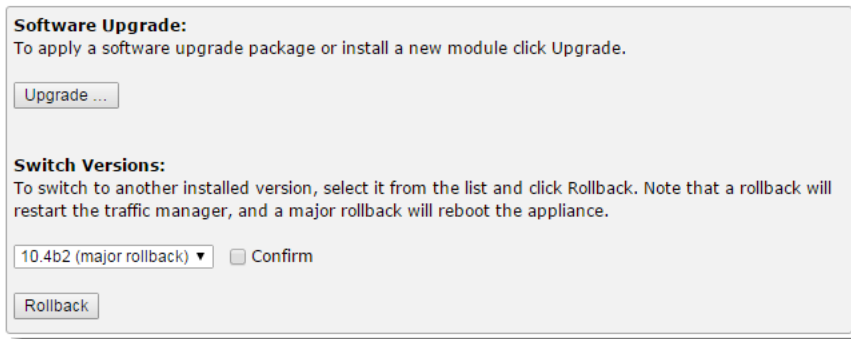 Software Upgrade:
To apply a software upgrade package or install a new module click Upgrade.
Upgrade ...
Switch Versions:
To switch to another installed version, select it from the list and click Rollback. Note that a rollback will
restart the traffic manager, and a major rollback will reboot the appliance.
10.4b2 (major rollback) ▼ Confirm
Rollback